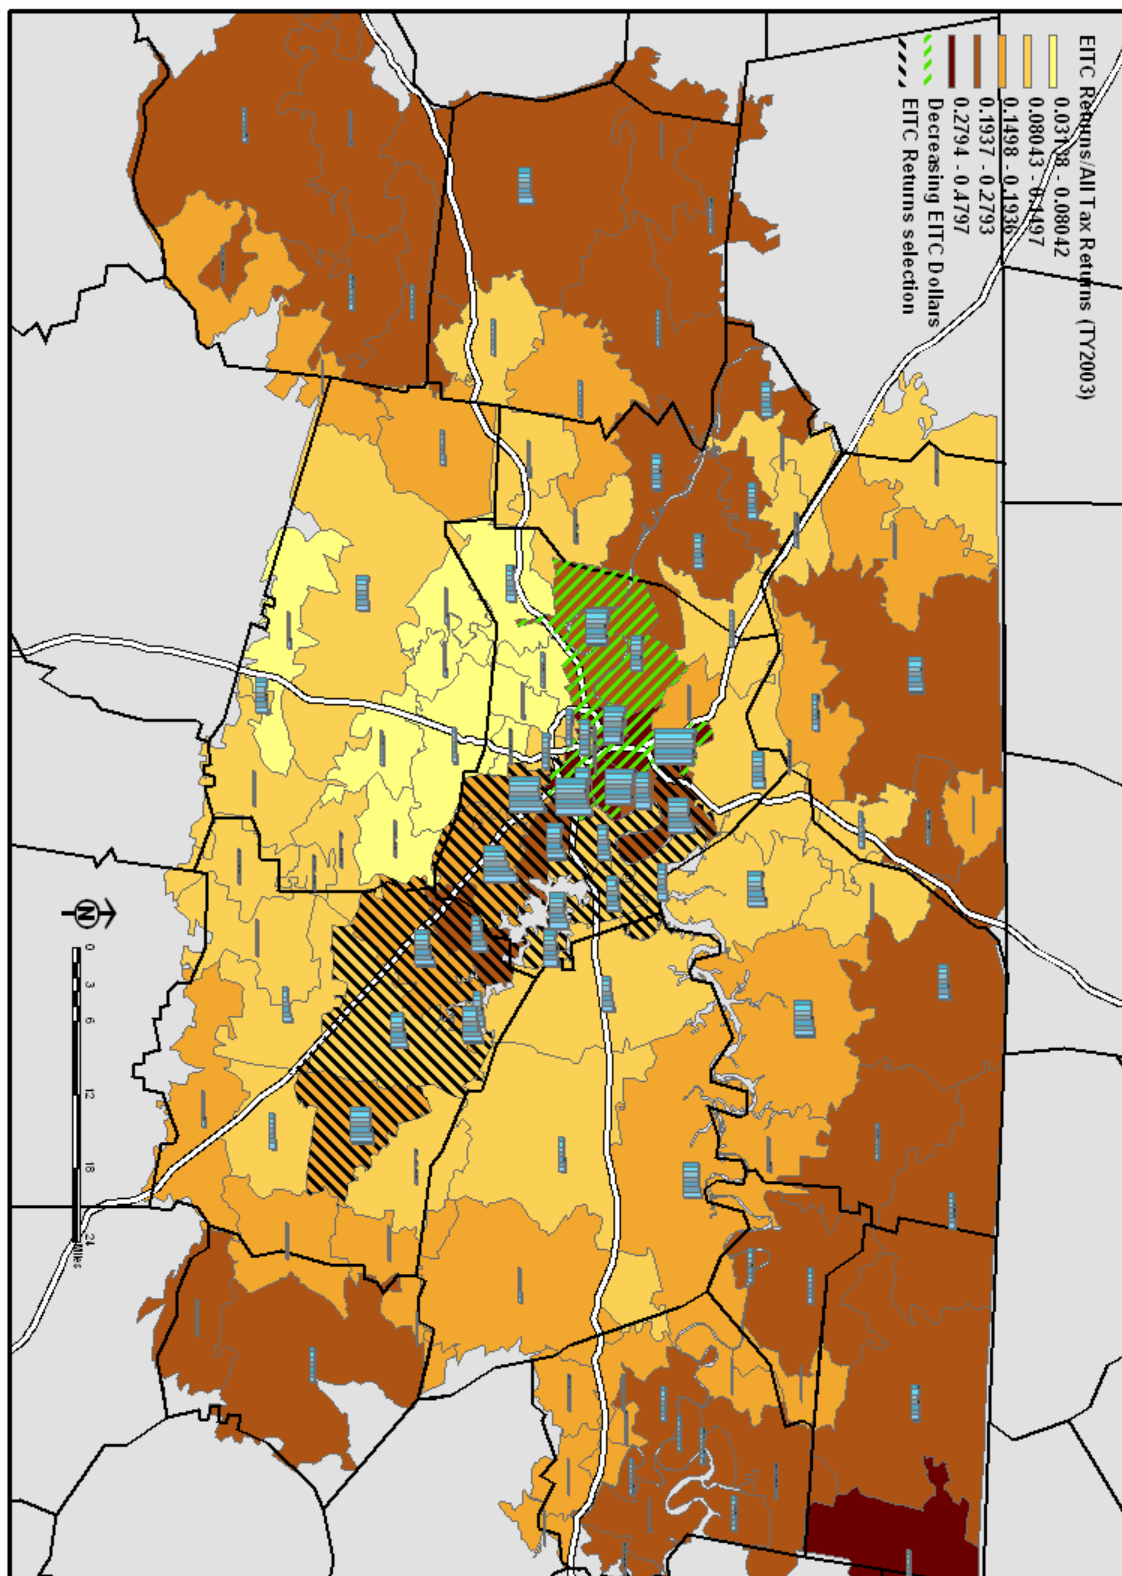 EITC Returns/All Tax Returns (TY2003)
0.03188 - 0.08042
0.08043 - 0.1497
0.1498 - 0.1936
0.1937 - 0.2793
0.2794 - 0.4797
Decreasing EITC Dollars
EITC Returns selection
N
0 3 6 12 18 24
Miles